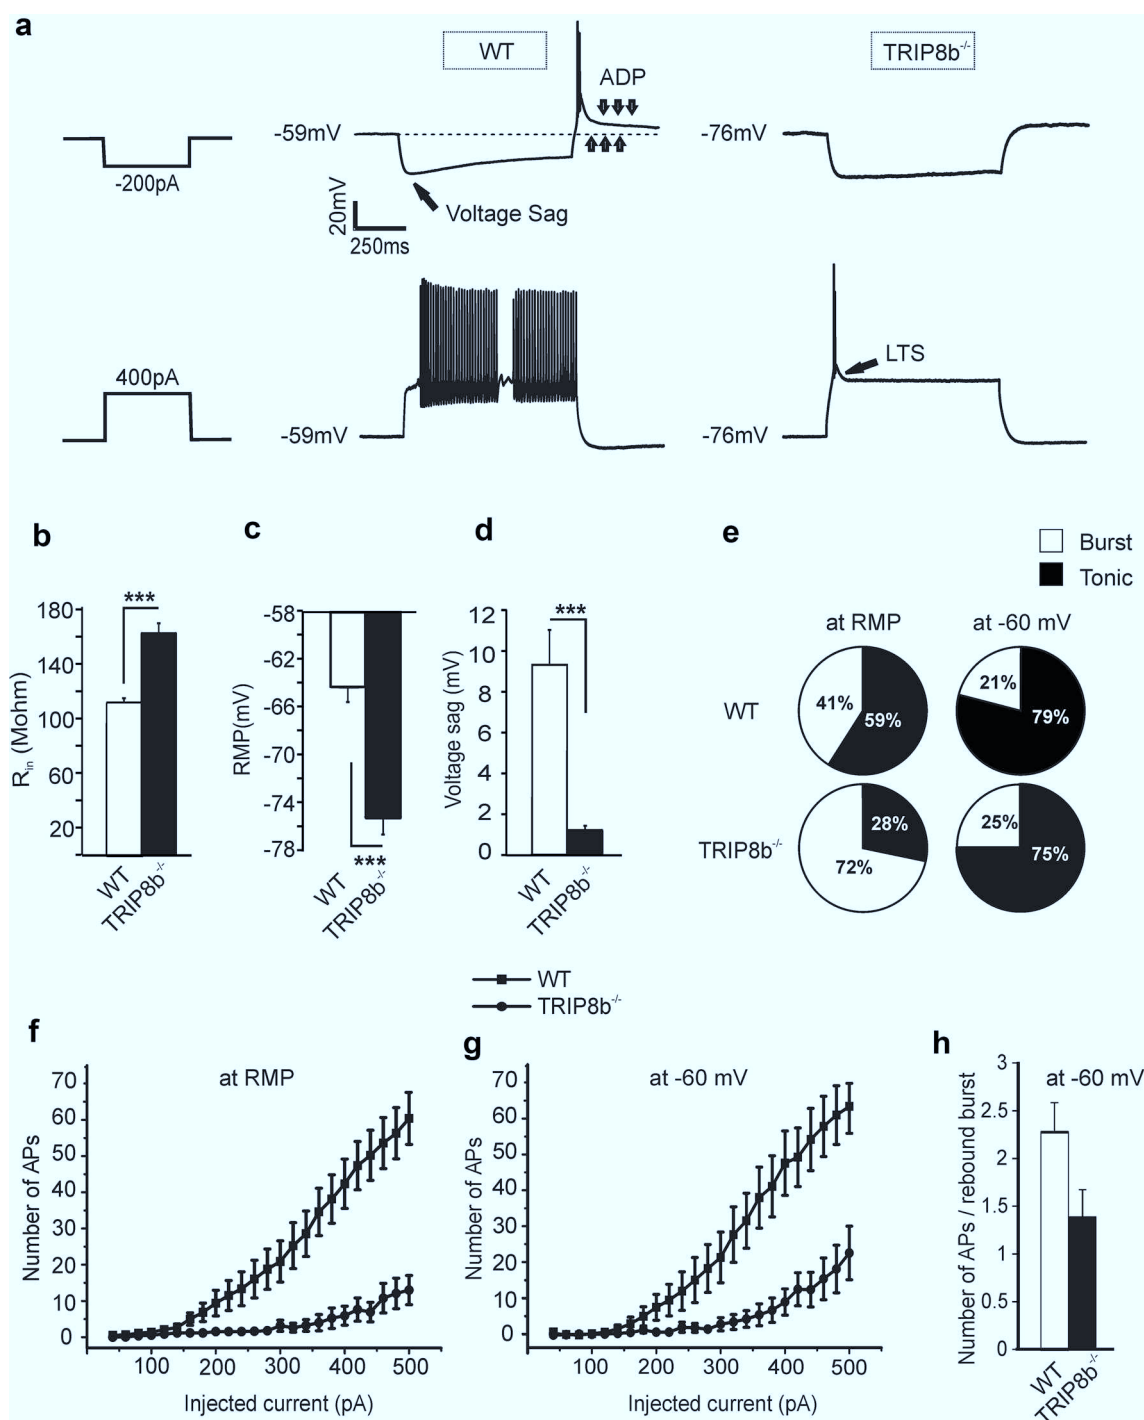 a
WT
TRIP8b-/-
ADP
-59mV
-76mV
-200pA
Voltage Sag
20mV
250ms
400pA
LTS
-59mV
-76mV
b
c
d
e
Burst
Tonic
***
180
140
100
60
20
Rin (Mohm)
WT
TRIP8b-/-
-58
-62
-66
-70
-74
-78
RMP(mV)
***
WT
TRIP8b-/-
***
12
10
8
6
4
2
0
Voltage sag (mV)
WT
TRIP8b-/-
at RMP
at -60 mV
WT
41%
59%
21%
79%
TRIP8b-/-
28%
72%
25%
75%
WT
TRIP8b-/-
f
at RMP
70
60
50
40
30
20
10
0
Number of APs
100
200
300
400
500
Injected current (pA)
g
at -60 mV
70
60
50
40
30
20
10
0
Number of APs
100
200
300
400
500
Injected current (pA)
h
at -60 mV
3
2.5
2
1.5
1
0.5
0
Number of APs / rebound burst
WT
TRIP8b-/-